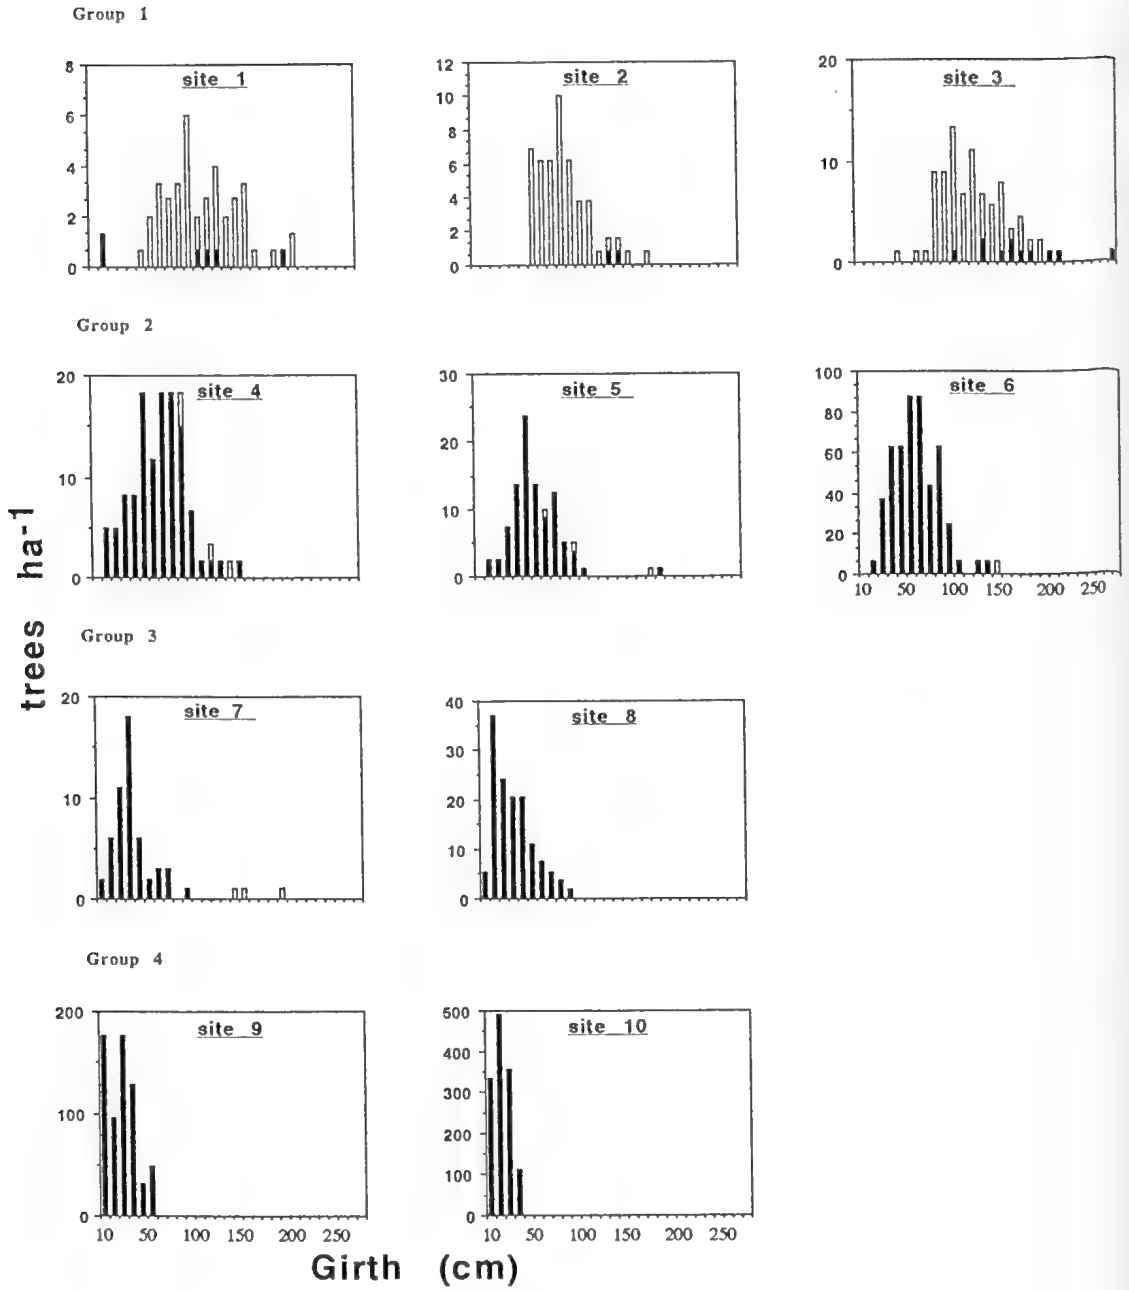 Group 1
site 1
8
6
4
2
0
site 2
12
10
8
6
4
2
0
site 3
20
10
0
Group 2
site 4
20
10
0
site 5
30
20
10
0
site 6
100
80
60
40
20
0
10 50 100 150 200 250
trees ha-1
Group 3
site 7
20
10
0
site 8
40
30
20
10
0
Group 4
site 9
200
100
0
10 50 100 150 200 250
site 10
500
400
300
200
100
0
10 50 100 150 200 250
Girth (cm)